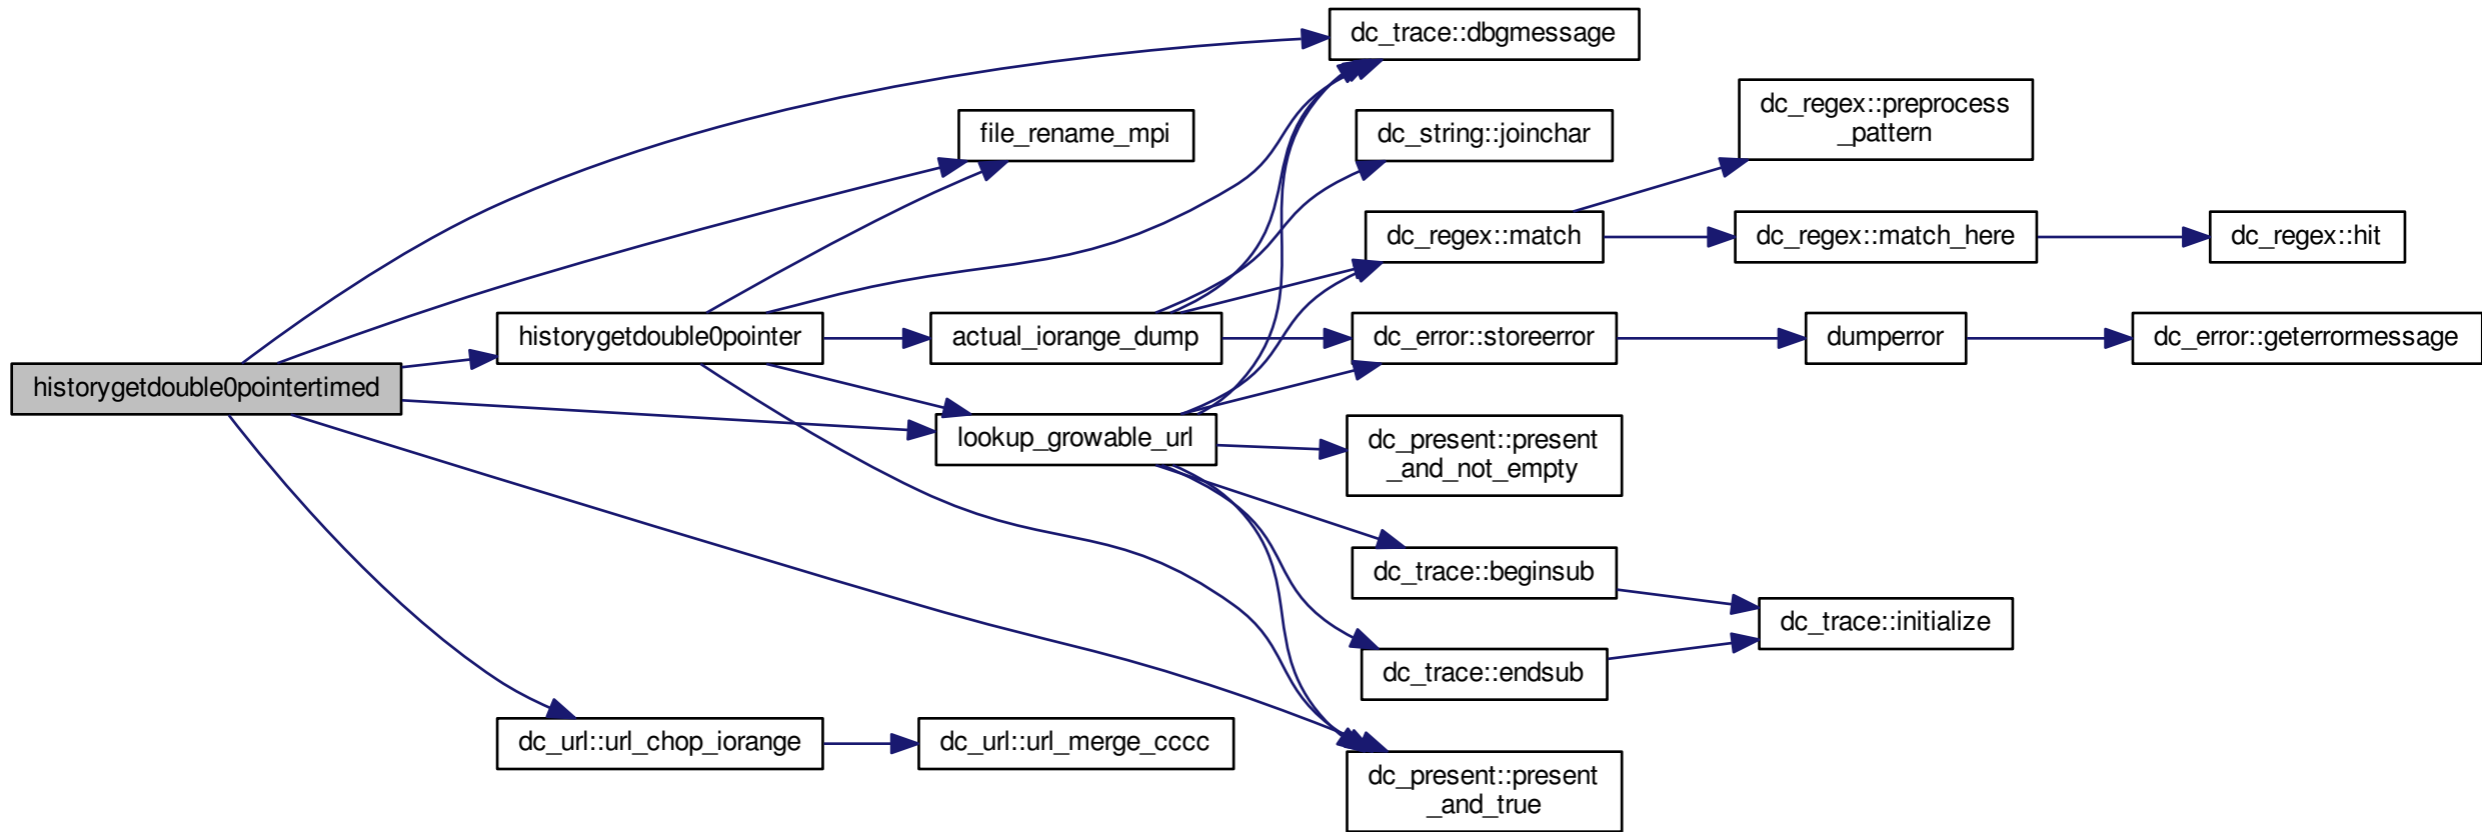 dc_trace::dbgmessage
file_rename_mpi
dc_string::joinchar
dc_regex::preprocess
_pattern
dc_regex::match
dc_regex::match_here
dc_regex::hit
historygetdouble0pointer
actual_iorange_dump
dc_error::storeerror
dumperror
dc_error::geterrormessage
historygetdouble0pointertimed
lookup_growable_url
dc_present::present
_and_not_empty
dc_trace::beginsub
dc_trace::initialize
dc_trace::endsub
dc_url::url_chop_iorange
dc_url::url_merge_cccc
dc_present::present
_and_true